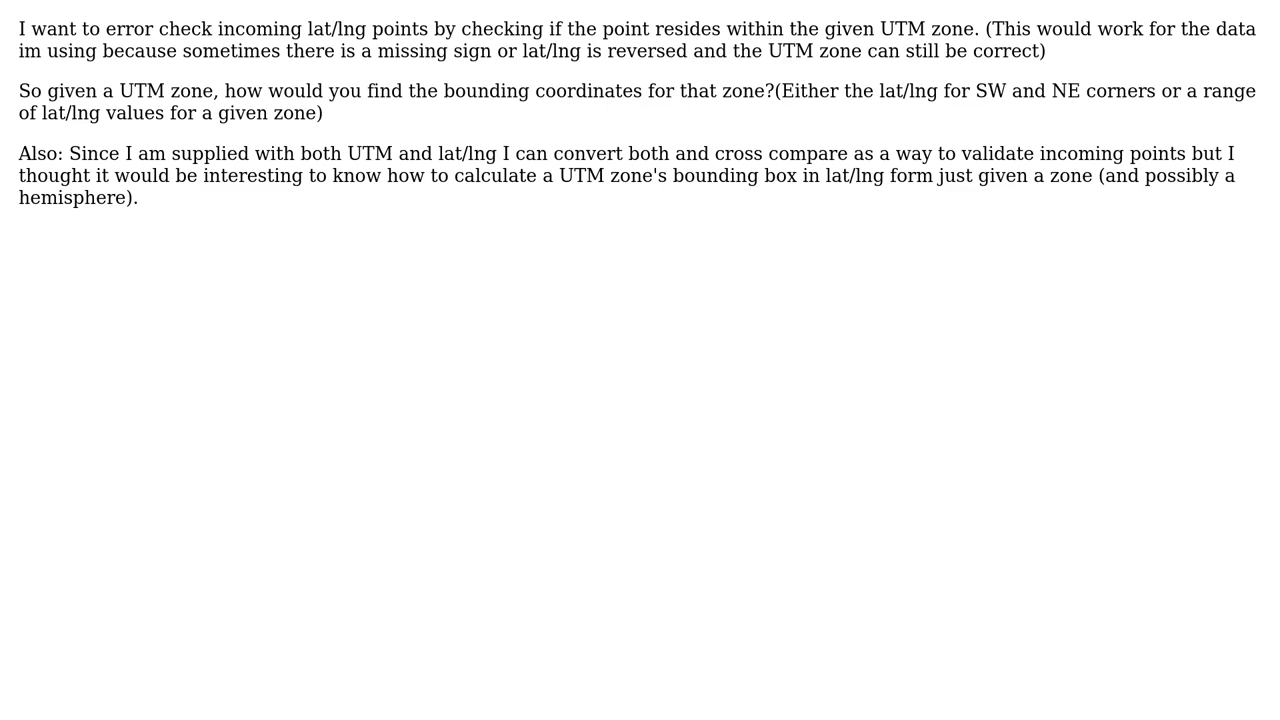 I want to error check incoming lat/lng points by checking if the point resides within the given UTM zone. (This would work for the data
im using because sometimes there is a missing sign or lat/lng is reversed and the UTM zone can still be correct)
So given a UTM zone, how would you find the bounding coordinates for that zone?(Either the lat/lng for SW and NE corners or a range
of lat/lng values for a given zone)
Also: Since I am supplied with both UTM and lat/lng I can convert both and cross compare as a way to validate incoming points but I
thought it would be interesting to know how to calculate a UTM zone's bounding box in lat/lng form just given a zone (and possibly a
hemisphere).